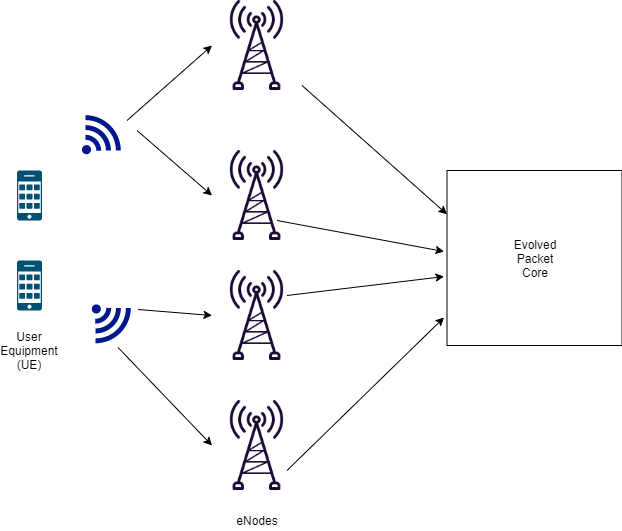 User
Equipment
(UE)
eNodes
Evolved
Packet
Core